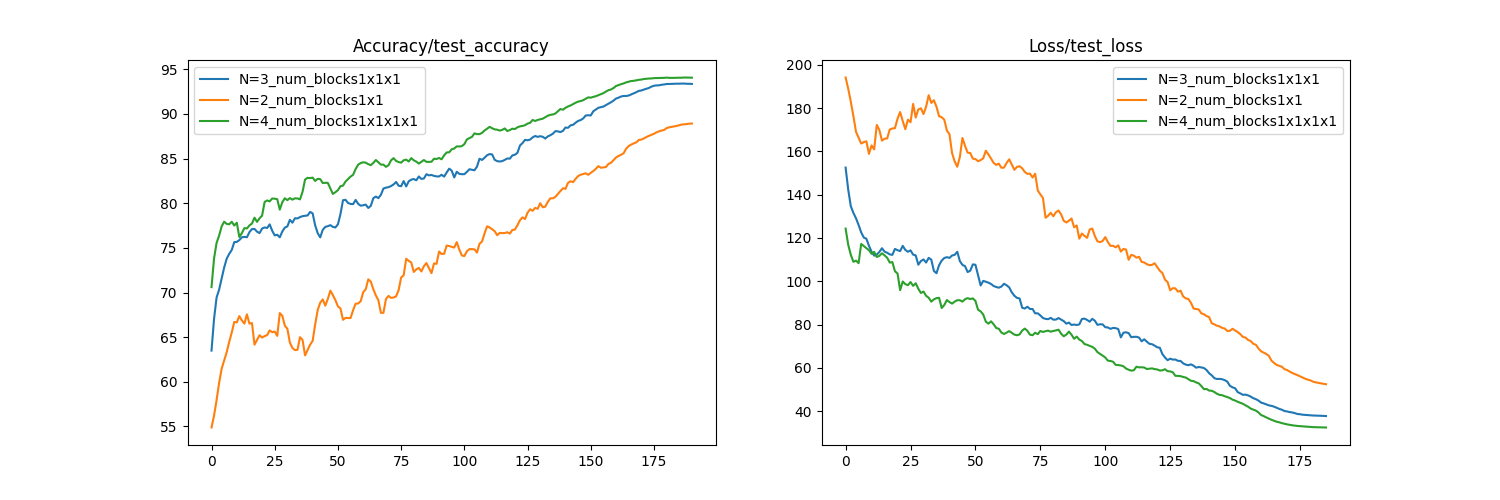 Accuracy/test_accuracy
N=3_num_blocks1x1x1
N=2_num_blocks1x1
N=4_num_blocks1x1x1x1
95
90
85
80
75
70
65
60
55
0 25 50 75 100 125 150 175
Loss/test_loss
N=3_num_blocks1x1x1
N=2_num_blocks1x1
N=4_num_blocks1x1x1x1
200
180
160
140
120
100
80
60
40
0 25 50 75 100 125 150 175